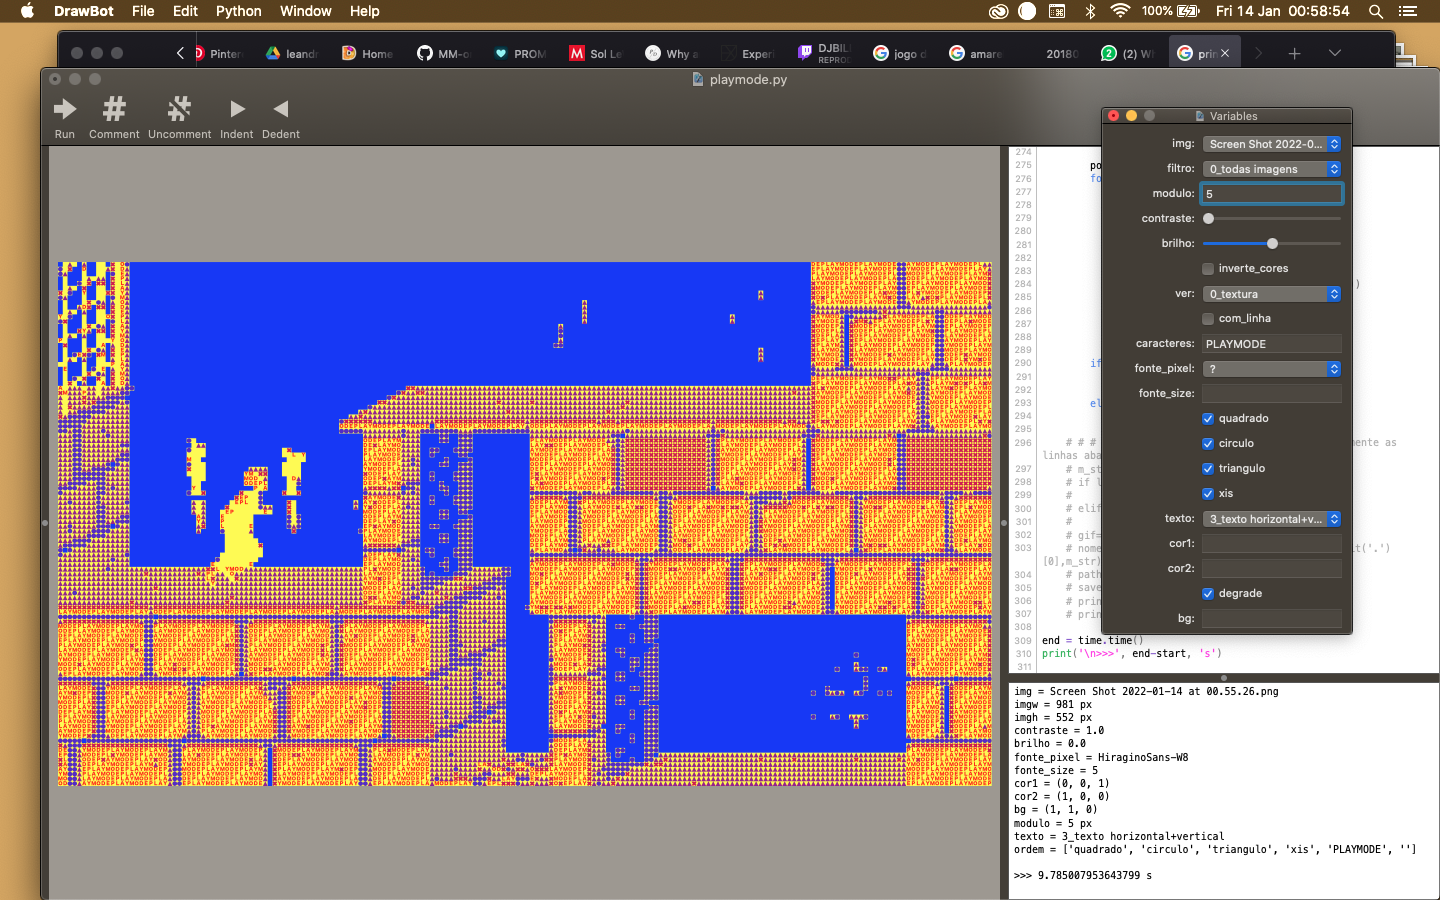 DrawBot File Edit Python Window Help 100% Fri 14 Jan 00:58:54
Pinter leandr Home MM-o PROM Sol Le Why a Experi DJBILL jogo d amare 20180 (2) W prin
REPROD
playmode.py
Run Comment Uncomment Indent Dedent
Variables
img: Screen Shot 2022-0...
filtro: 0_todas imagens
modulo: 5
contraste:
brilho:
inverte_cores
ver: 0_textura
com_linha
caracteres: PLAYMODE
fonte_pixel: ?
fonte_size:
quadrado
circulo
triangulo
xis
texto: 3_texto horizontal+v...
cor1:
cor2:
degrade
bg:
274
275 po
276 fo
277
278
279
280
281
282
283
284 )
285
286
287
288
289
290 if
291
292
293 el
294
295
296 # # # mente as
linhas aba
297 # m_st
298 # if l
299 #
300 # elif
301 #
302 # gif=
303 # nome it('.')
[0],m_str)
304 # path
305 # save
306 # prin
307 # prin
308
309 end = time.time()
310 print('\n>>>', end-start, 's')
311
img = Screen Shot 2022-01-14 at 00.55.26.png
imgw = 981 px
imgh = 552 px
contraste = 1.0
brilho = 0.0
fonte_pixel = HiraginoSans-W8
fonte_size = 5
cor1 = (0, 0, 1)
cor2 = (1, 0, 0)
bg = (1, 1, 0)
modulo = 5 px
texto = 3_texto horizontal+vertical
ordem = ['quadrado', 'circulo', 'triangulo', 'xis', 'PLAYMODE', '']
>>> 9.785007953643799 s